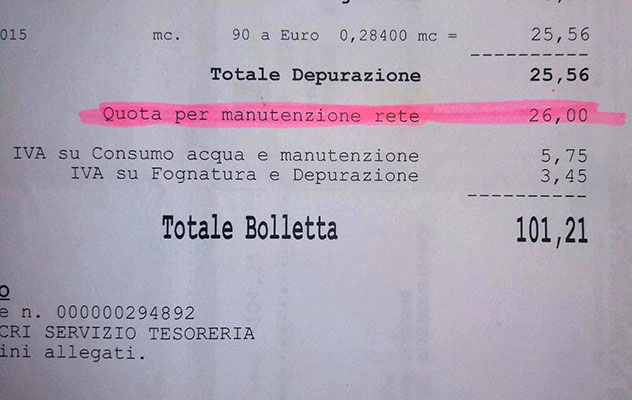 015 mc. 90 a Euro 0,28400 mc = 25,56
Totale Depurazione 25,56
Quota per manutenzione rete 26,00
IVA su Consumo acqua e manutenzione 5,75
IVA su Fognatura e Depurazione 3,45
Totale Bolletta 101,21
e n. 000000294892
CRI SERVIZIO TESORERIA
ini allegati.